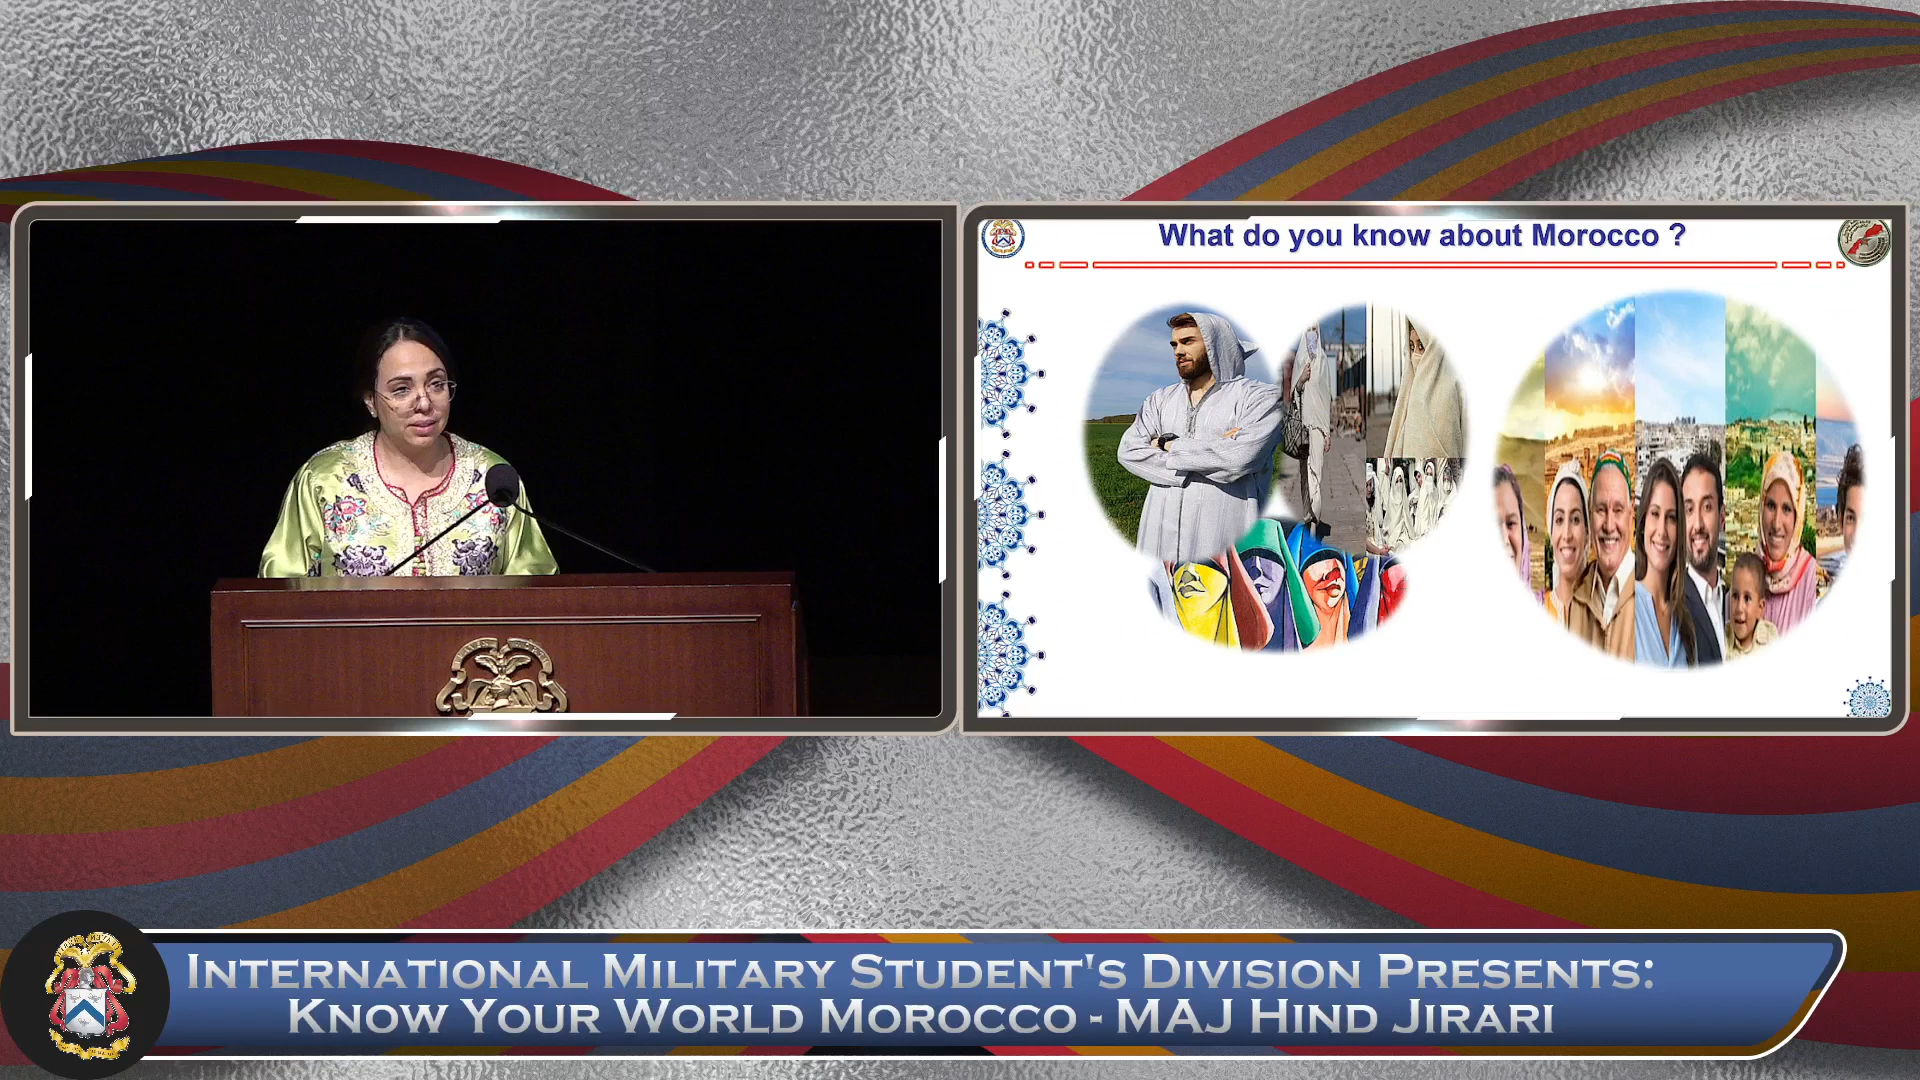 What do you know about Morocco ?
International Military Student's Division Presents:
Know Your World Morocco - MAJ Hind Jirari